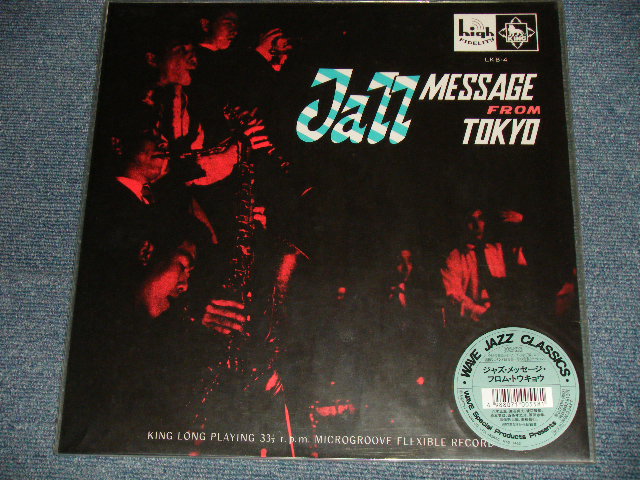 high
FIDELITY
KING
LKB-4
Jazz MESSAGE
FROM
TOKYO
・WAVE JAZZ CLASSICS・
ジャズ・メッセージ・
フロム・トウキョウ
WAVE Special Products Presents
KING LONG PLAYING 33⅓ r.p.m. MICROGROOVE FLEXIBLE RECORD